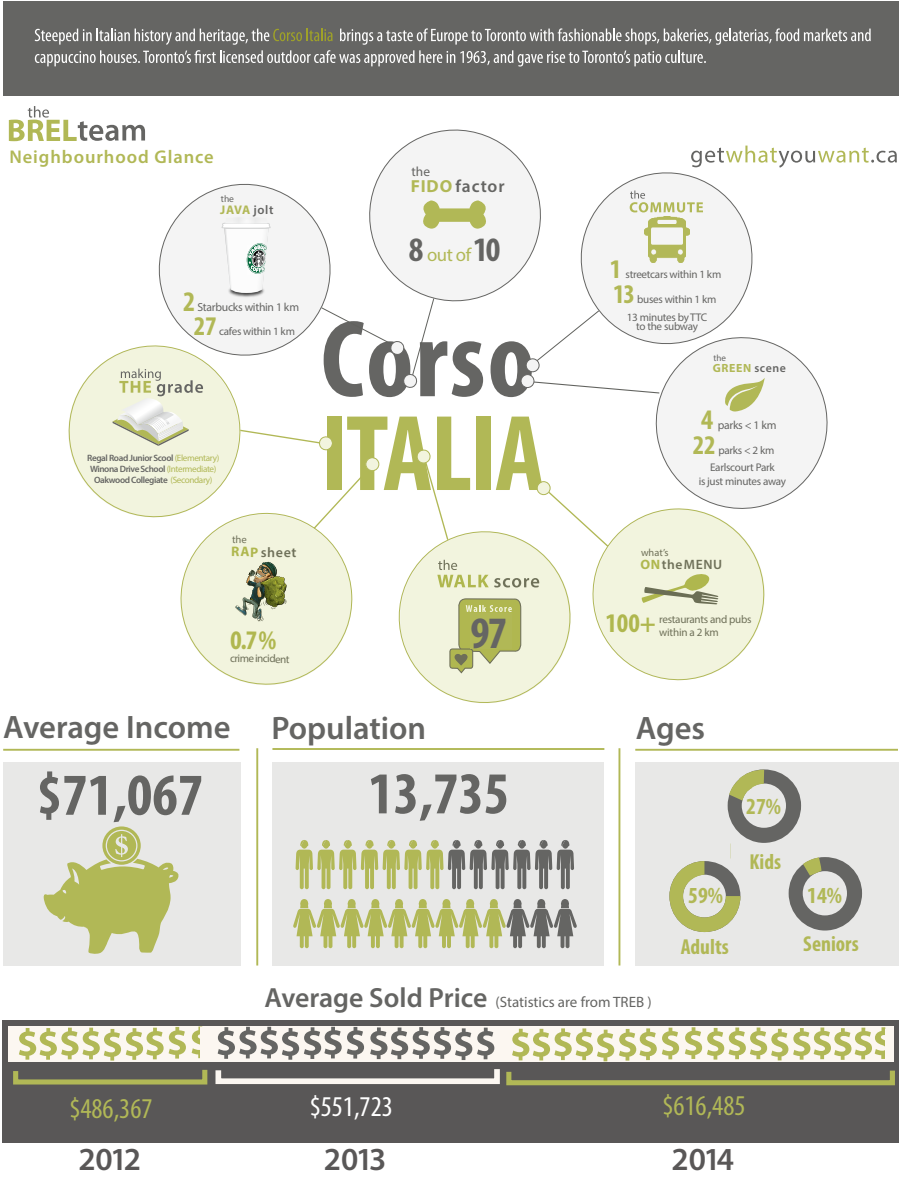 Steeped in Italian history and heritage, the Corso Italia brings a taste of Europe to Toronto with fashionable shops, bakeries, gelaterias, food markets and
cappuccino houses. Toronto's first licensed outdoor cafe was approved here in 1963, and gave rise to Toronto's patio culture.
the
BRELteam
Neighbourhood Glance
getwhatyouwant.ca
the
FIDO factor
8 out of 10
the
JAVA jolt
2 Starbucks within 1 km
27 cafes within 1 km
the
COMMUTE
1 streetcars within 1 km
13 buses within 1 km
13 minutes by TTC
to the subway
Corso
ITALIA
making
THE grade
Regal Road Junior Scool (Elementary)
Winona Drive School (Intermediate)
Oakwood Collegiate (Secondary)
the
GREEN scene
4 parks < 1 km
22 parks < 2 km
Earlscourt Park
is just minutes away
the
RAP sheet
0.7%
crime incident
the
WALK score
Walk Score
97
what's
ON the MENU
100+ restaurants and pubs
within a 2 km
Average Income
$71,067
$
Population
13,735
Ages
27%
Kids
59%
Adults
14%
Seniors
Average Sold Price (Statistics are from TREB )
$$$$$$$$$ $$$$$$$$$$$$$ $$$$$$$$$$$$$$$$$$
$486,367
$551,723
$616,485
2012
2013
2014